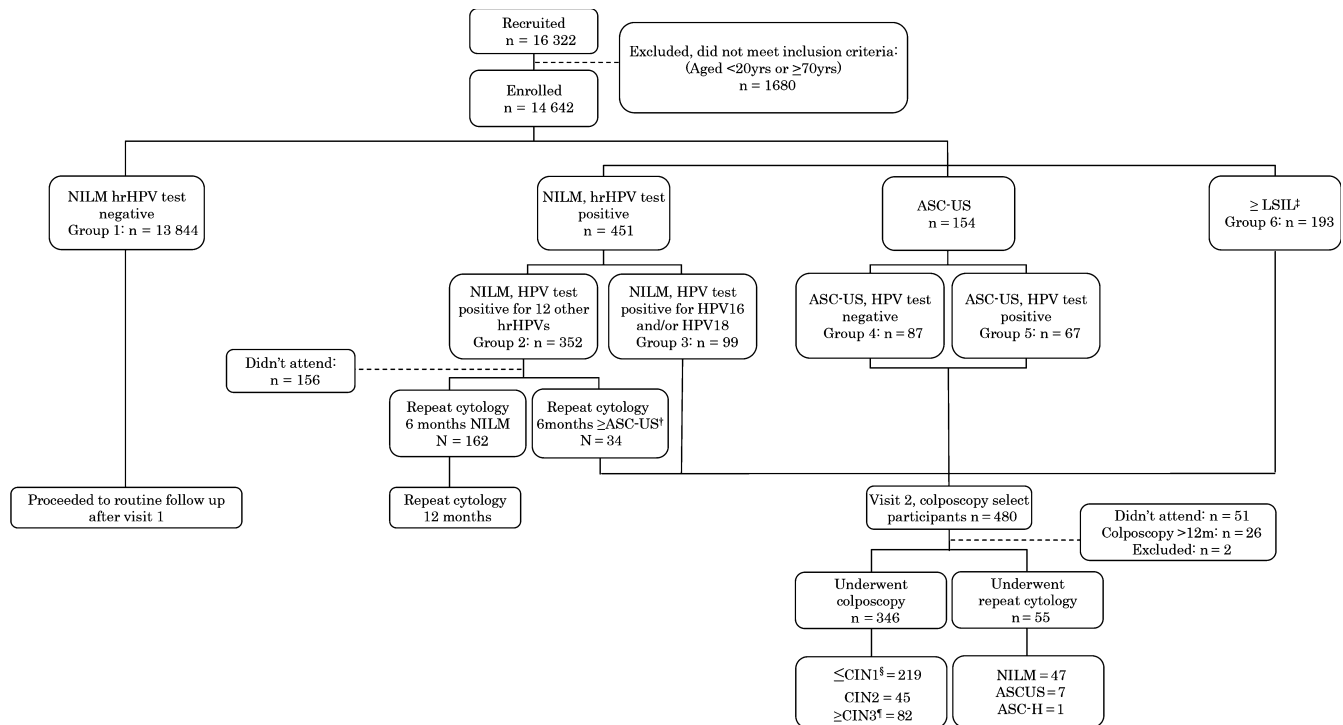 Recruited
n = 16 322
Excluded, did not meet inclusion criteria:
(Aged <20yrs or ≥70yrs)
n = 1680
Enrolled
n = 14 642
NILM hrHPV test
negative
Group 1: n = 13 844
NILM, hrHPV test
positive
n = 451
ASC-US
n = 154
≥ LSIL‡
Group 6: n = 193
NILM, HPV test
positive for 12 other
hrHPVs
Group 2: n = 352
NILM, HPV test
positive for HPV16
and/or HPV18
Group 3: n = 99
ASC-US, HPV test
negative
Group 4: n = 87
ASC-US, HPV test
positive
Group 5: n = 67
Didn't attend:
n = 156
Repeat cytology
6 months NILM
N = 162
Repeat cytology
6months ≥ASC-US†
N = 34
Proceeded to routine follow up
after visit 1
Repeat cytology
12 months
Visit 2, colposcopy select
participants n = 480
Didn't attend: n = 51
Colposcopy >12m: n = 26
Excluded: n = 2
Underwent
colposcopy
n = 346
Underwent
repeat cytology
n = 55
≤CIN1§ = 219
CIN2 = 45
≥CIN3¶ = 82
NILM = 47
ASCUS = 7
ASC-H = 1